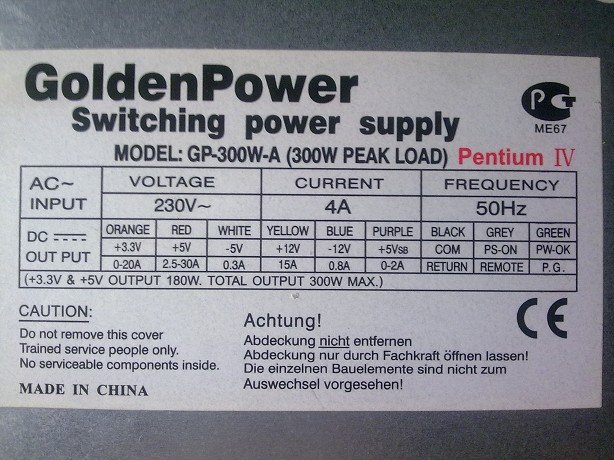 GoldenPower
Switching power supply
PCT
ME67
MODEL: GP-300W-A (300W PEAK LOAD) Pentium IV
AC~ INPUT VOLTAGE CURRENT FREQUENCY
230V~ 4A 50Hz
DC OUT PUT ORANGE RED WHITE YELLOW BLUE PURPLE BLACK GREY GREEN
+3.3V +5V -5V +12V -12V +5VSB COM PS-ON PW-OK
0-20A 2.5-30A 0.3A 15A 0.8A 0-2A RETURN REMOTE P.G.
(+3.3V & +5V OUTPUT 180W. TOTAL OUTPUT 300W MAX.)
CAUTION:
Do not remove this cover
Trained service people only.
No serviceable components inside.
MADE IN CHINA
Achtung!
Abdeckung nicht entfernen
Abdeckung nur durch Fachkraft öffnen lassen!
Die einzelnen Bauelemente sind nicht zum
Auswechsel vorgesehen!
CE